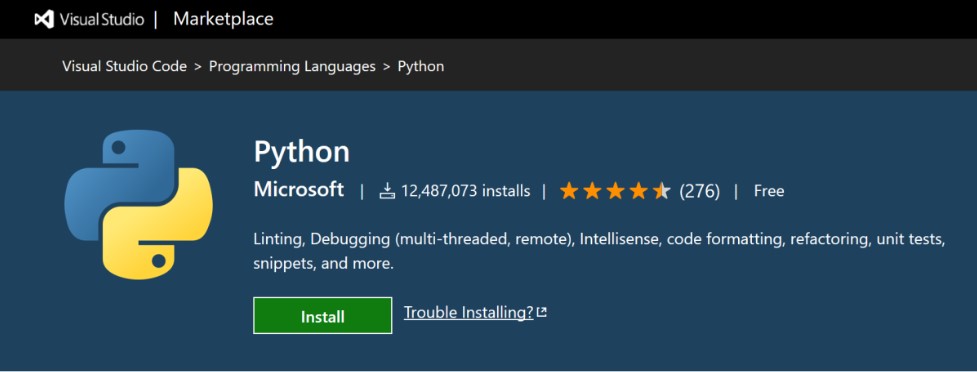 Visual Studio | Marketplace
Visual Studio Code > Programming Languages > Python
Python
Microsoft | 12,487,073 installs | (276) | Free
Linting, Debugging (multi-threaded, remote), Intellisense, code formatting, refactoring, unit tests,
snippets, and more.
Install Trouble Installing?